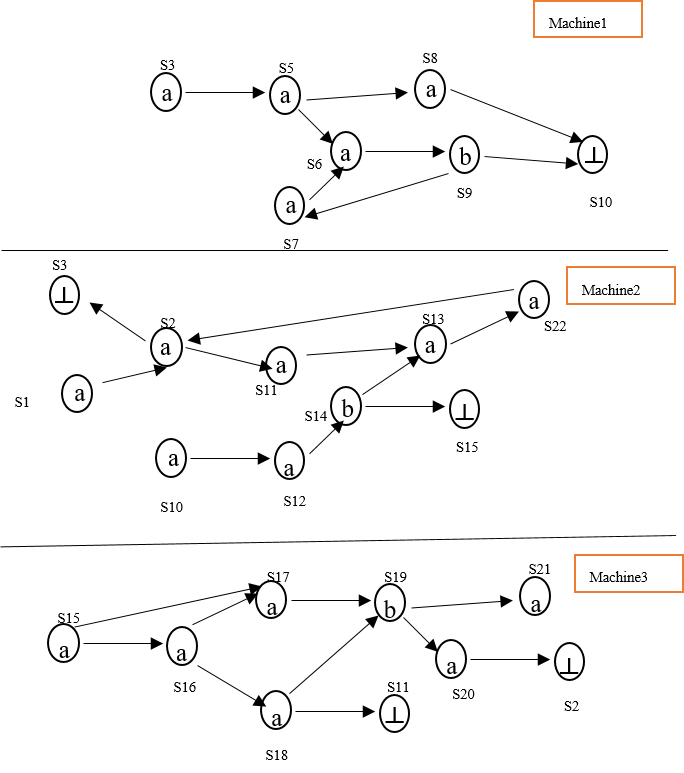 Machine1
S3
S5
S8
a
a
a
S6
a
b
⊥
S9
S10
a
S7
S3
Machine2
⊥
S2
S13
a
S22
a
a
a
S11
S1
a
S14
b
⊥
S15
a
a
S10
S12
Machine3
S15
S17
S19
S21
a
b
a
a
a
S16
a
⊥
S20
S2
S11
a
⊥
S18